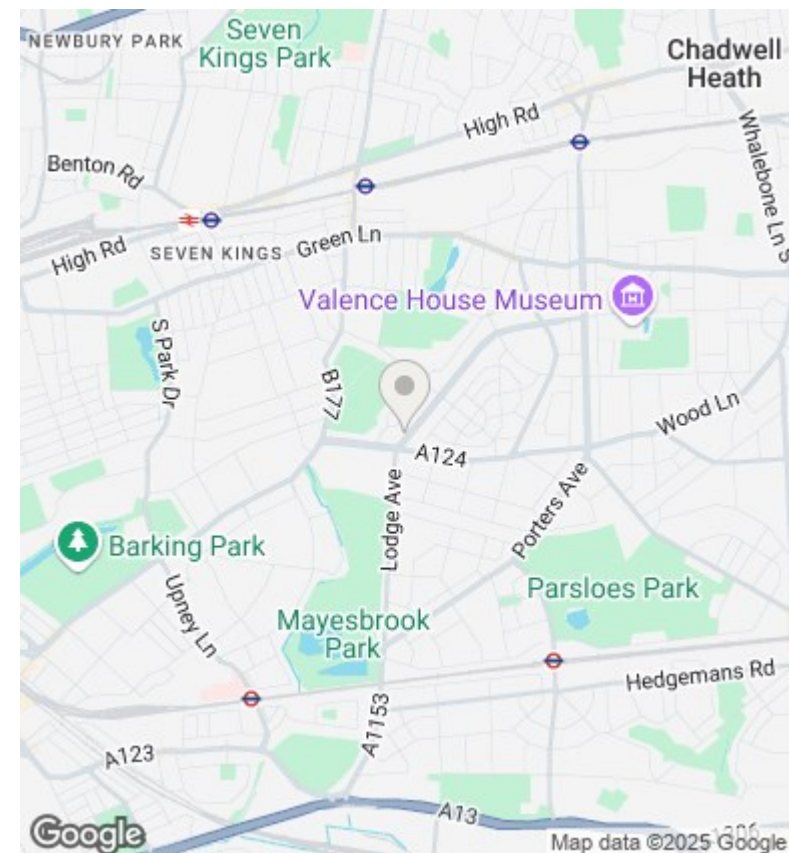 NEWBURY PARK
Seven
Kings Park
Chadwell
Heath
High Rd
Whalebone Ln S
Benton Rd
High Rd
SEVEN KINGS
Green Ln
Valence House Museum
S Park Dr
B177
Wood Ln
A124
Lodge Ave
Porters Ave
Barking Park
Parsloes Park
Upney Ln
Mayesbrook
Park
Hedgemans Rd
A1153
A123
A13
A1306
Google
Map data ©2025 Google